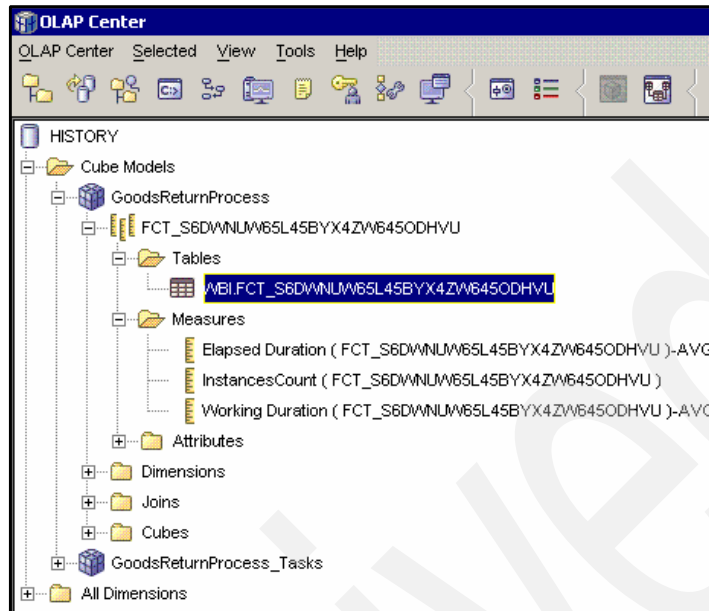 OLAP Center
OLAP Center Selected View Tools Help
HISTORY
Cube Models
GoodsReturnProcess
FCT_S6DWNUW65L45BYX4ZW645ODHVU
Tables
WBI.FCT_S6DWNUW65L45BYX4ZW645ODHVU
Measures
Elapsed Duration ( FCT_S6DWNUW65L45BYX4ZW645ODHVU )-AVG
InstancesCount ( FCT_S6DWNUW65L45BYX4ZW645ODHVU )
Working Duration ( FCT_S6DWNUW65L45BYX4ZW645ODHVU )-AVG
Attributes
Dimensions
Joins
Cubes
GoodsReturnProcess_Tasks
All Dimensions